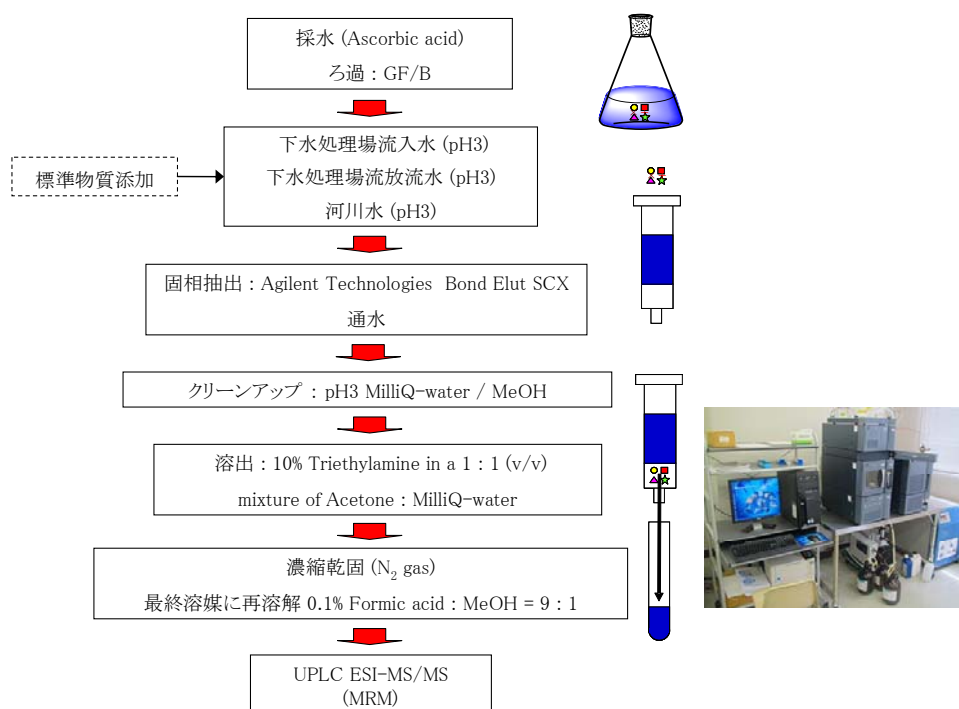 採水 (Ascorbic acid)
ろ過 : GF/B
標準物質添加
下水処理場流入水 (pH3)
下水処理場流放流水 (pH3)
河川水 (pH3)
固相抽出 : Agilent Technologies Bond Elut SCX
通水
クリーンアップ : pH3 MilliQ-water / MeOH
溶出 : 10% Triethylamine in a 1 : 1 (v/v)
mixture of Acetone : MilliQ-water
濃縮乾固 (N₂ gas)
最終溶媒に再溶解 0.1% Formic acid : MeOH = 9 : 1
UPLC ESI-MS/MS
(MRM)